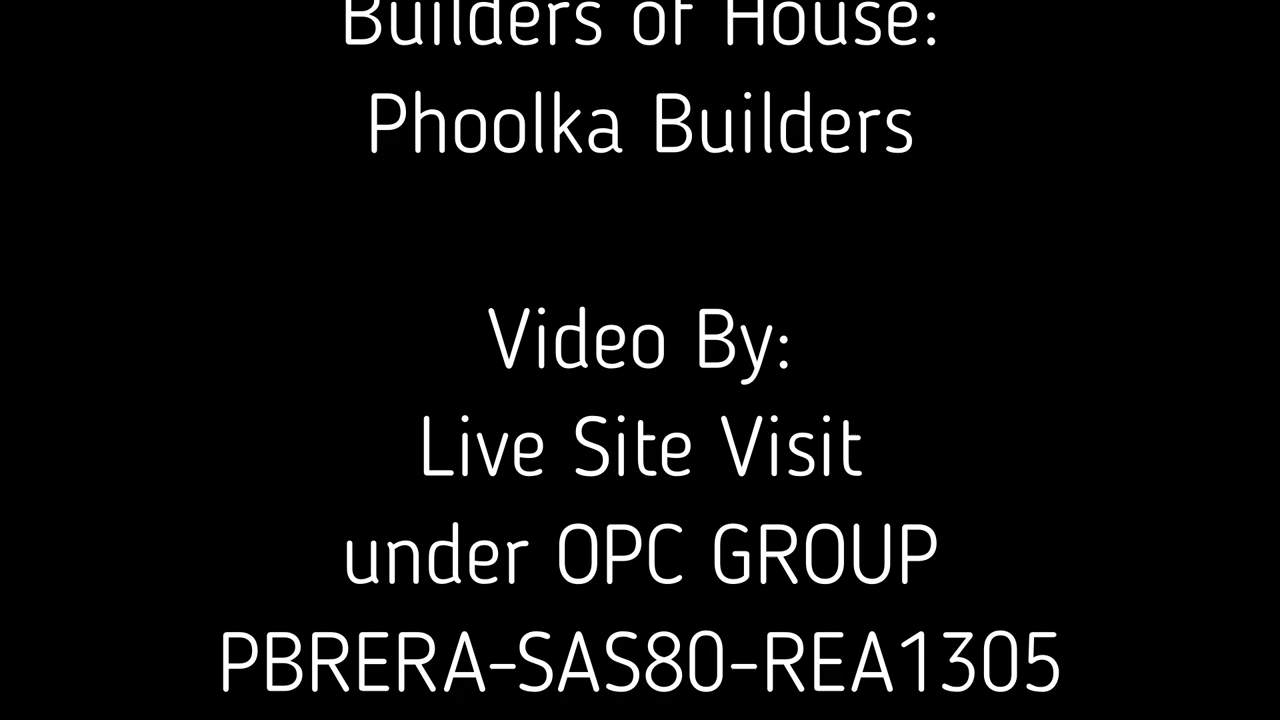 Builders of House:
Phoolka Builders
Video By:
Live Site Visit
under OPC GROUP
PBRERA-SAS80-REA1305